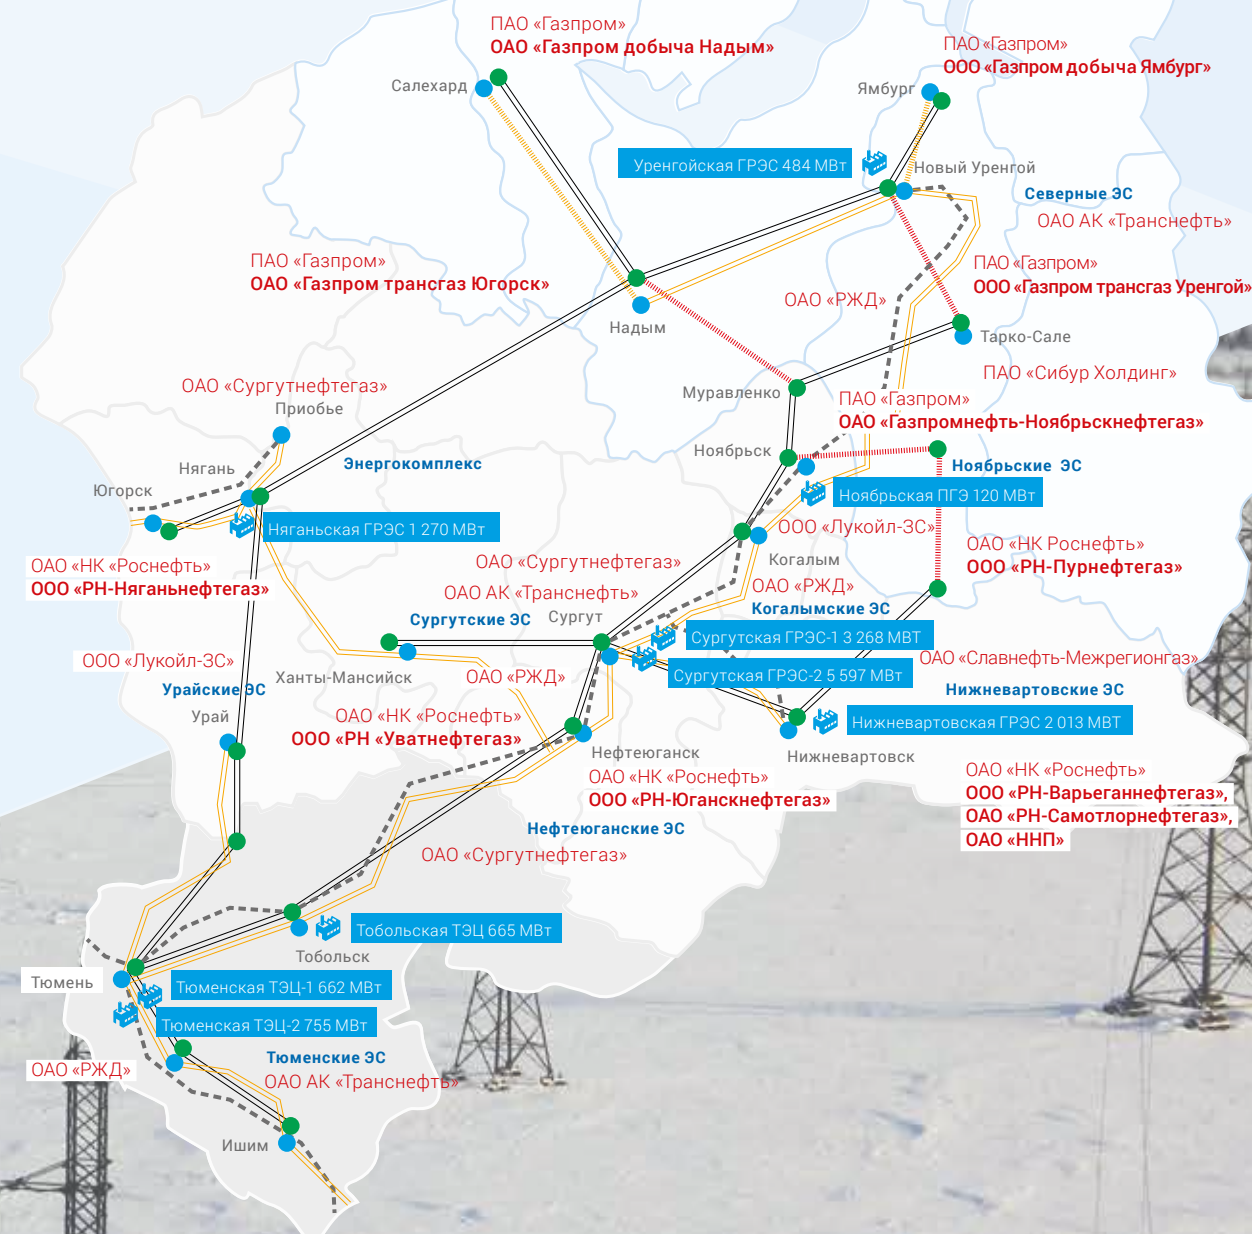 ПАО «Газпром»
ОАО «Газпром добыча Надым»
ПАО «Газпром»
ООО «Газпром добыча Ямбург»
Салехард
Ямбург
Уренгойская ГРЭС 484 МВт
Новый Уренгой
Северные ЭС
ОАО АК «Транснефть»
ПАО «Газпром»
ОАО «Газпром трансгаз Югорск»
ПАО «Газпром»
ООО «Газпром трансгаз Уренгой»
ОАО «РЖД»
Надым
Тарко-Сале
ПАО «Сибур Холдинг»
ОАО «Сургутнефтегаз»
Приобье
Муравленко
ПАО «Газпром»
ОАО «Газпромнефть-Ноябрьскнефтегаз»
Ноябрьск
Ноябрьские ЭС
Нягань
Энергокомплекс
Югорск
Ноябрьская ПГЭ 120 МВт
Няганьская ГРЭС 1 270 МВт
ООО «Лукойл-ЗС»
ОАО «НК Роснефть»
ООО «РН-Пурнефтегаз»
Когалым
ОАО «НК «Роснефть»
ООО «РН-Няганьнефтегаз»
ОАО «Сургутнефтегаз»
ОАО АК «Транснефть»
ОАО «РЖД»
Когалымские ЭС
Сургутские ЭС
Сургут
Сургутская ГРЭС-1 3 268 МВТ
ОАО «Славнефть-Межрегионгаз»
Сургутская ГРЭС-2 5 597 МВт
ООО «Лукойл-ЗС»
Урайские ЭС
Ханты-Мансийск
ОАО «РЖД»
Нижневартовские ЭС
Урай
ОАО «НК «Роснефть»
ООО «РН «Уватнефтегаз»
Нижневартовская ГРЭС 2 013 МВТ
Нефтеюганск
Нижневартовск
ОАО «НК «Роснефть»
ООО «РН-Юганскнефтегаз»
ОАО «НК «Роснефть»
ООО «РН-Варьеганнефтегаз»,
ОАО «РН-Самотлорнефтегаз»,
ОАО «ННП»
Нефтеюганские ЭС
ОАО «Сургутнефтегаз»
Тобольская ТЭЦ 665 МВт
Тобольск
Тюмень
Тюменская ТЭЦ-1 662 МВт
Тюменская ТЭЦ-2 755 МВт
Тюменские ЭС
ОАО «РЖД»
ОАО АК «Транснефть»
Ишим